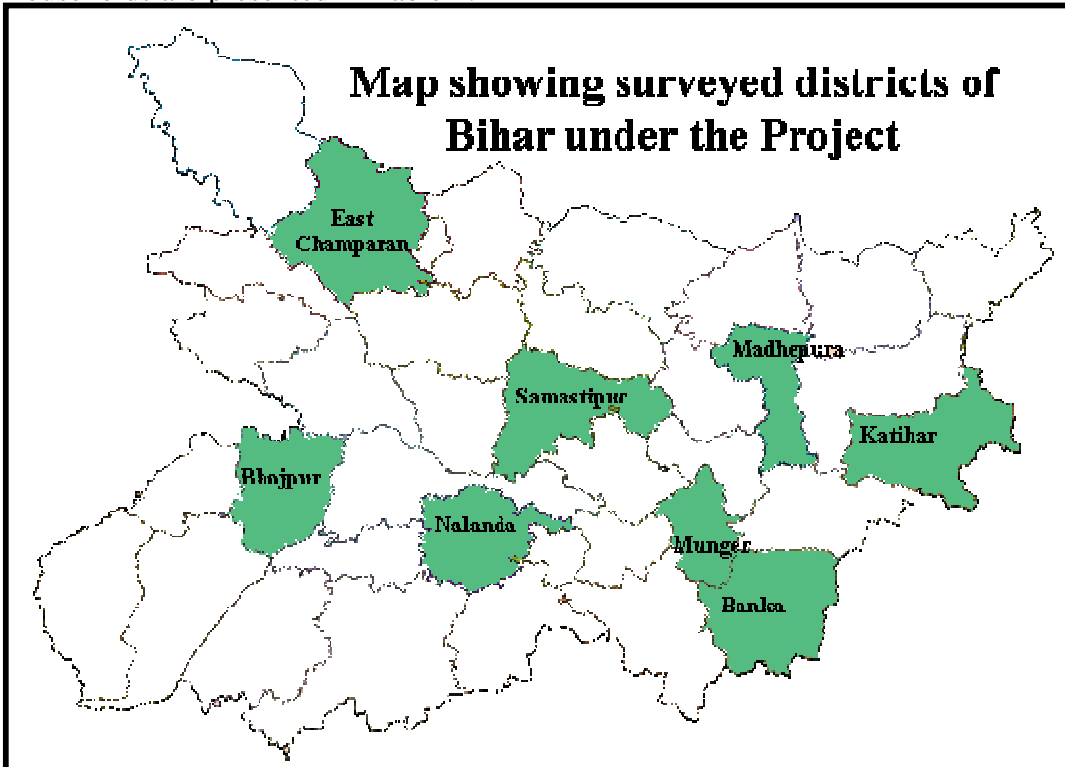 Map showing surveyed districts of
Bihar under the Project
East
Champaran
Madhepura
Samastipur
Katihar
Bhojpur
Nalanda
Munger
Banka